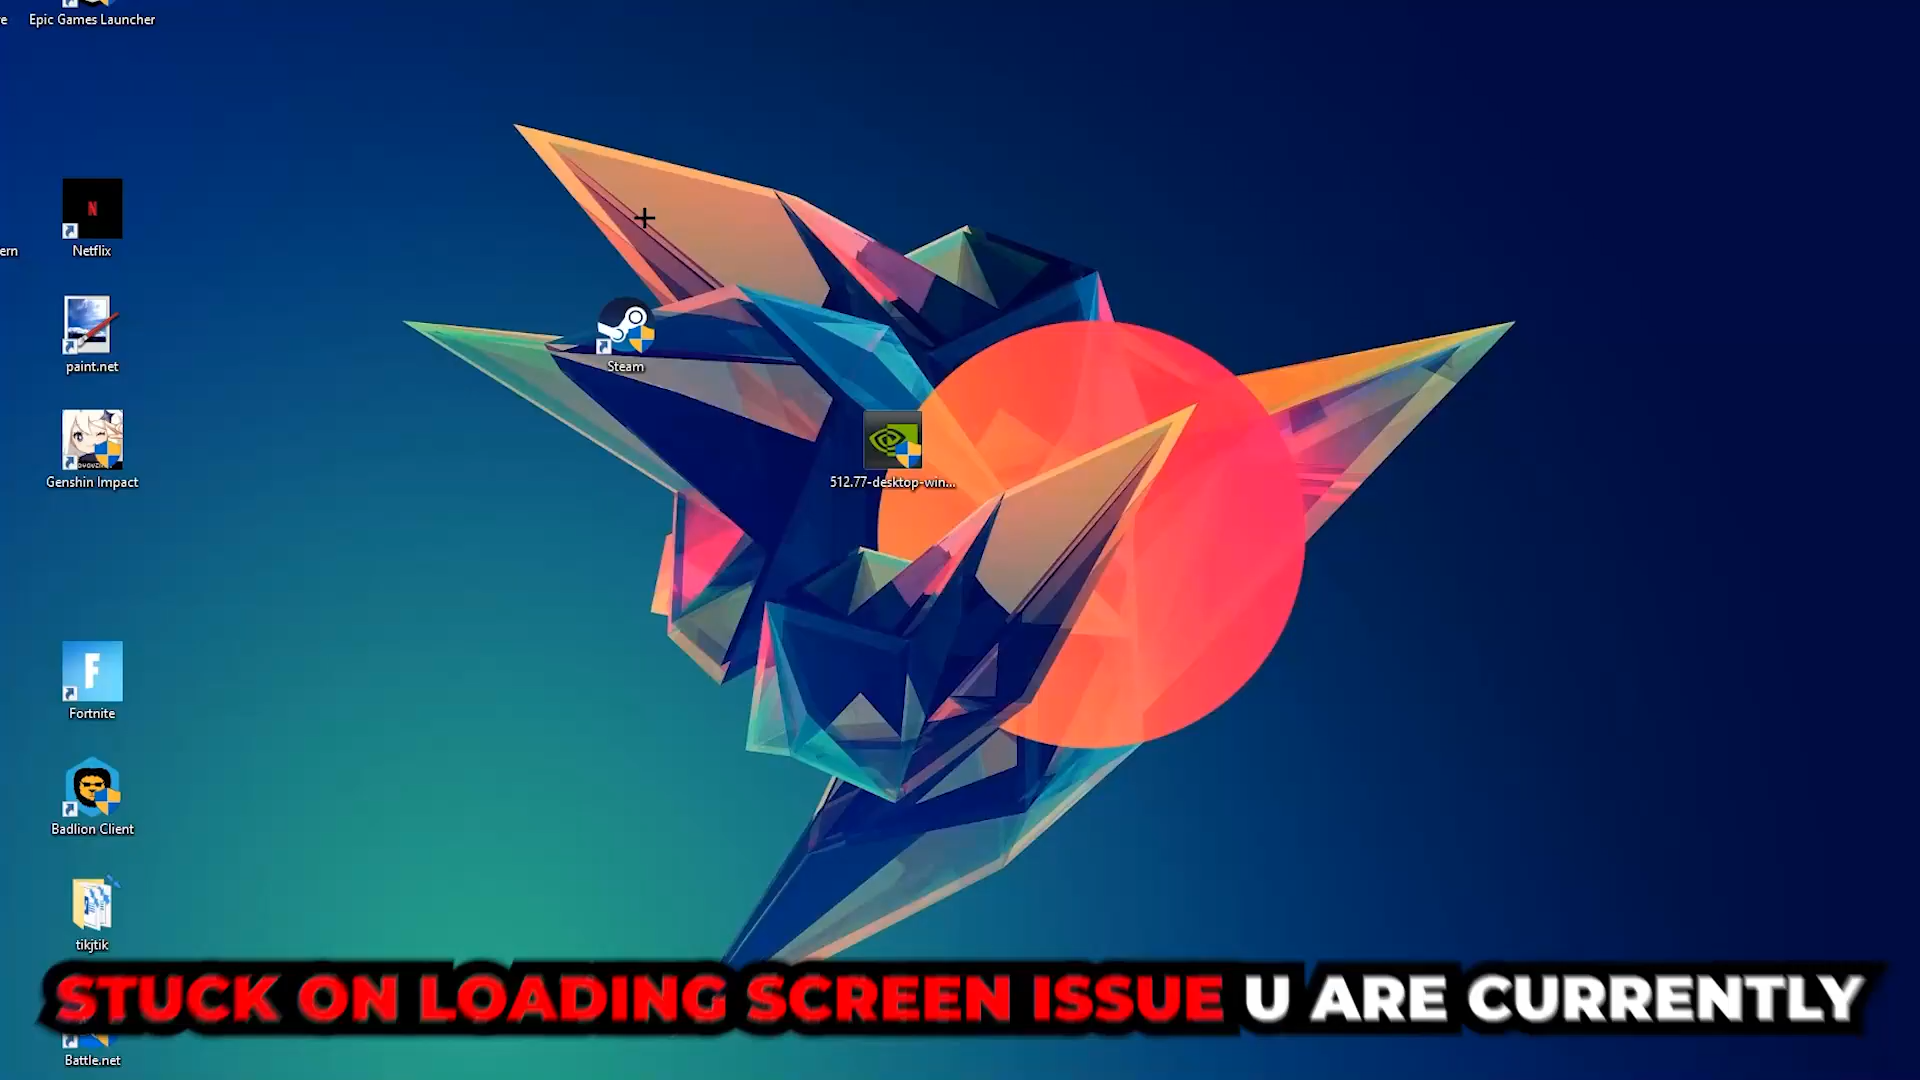 Epic Games Launcher
Netflix
ern
paint.net
Steam
Genshin Impact
512.77-desktop-win...
F
Fortnite
Badlion Client
tikjtik
STUCK ON LOADING SCREEN ISSUE U ARE CURRENTLY
Battle.net